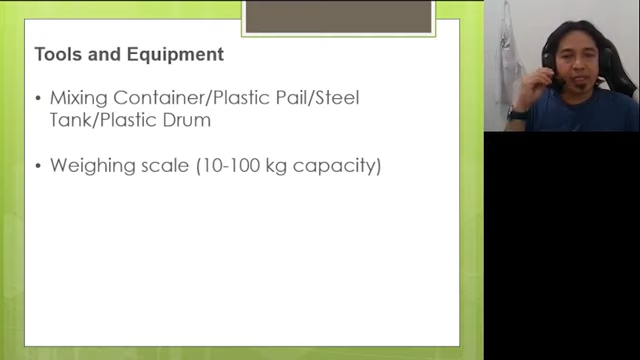 Tools and Equipment
• Mixing Container/Plastic Pail/Steel
Tank/Plastic Drum
• Weighing scale (10-100 kg capacity)